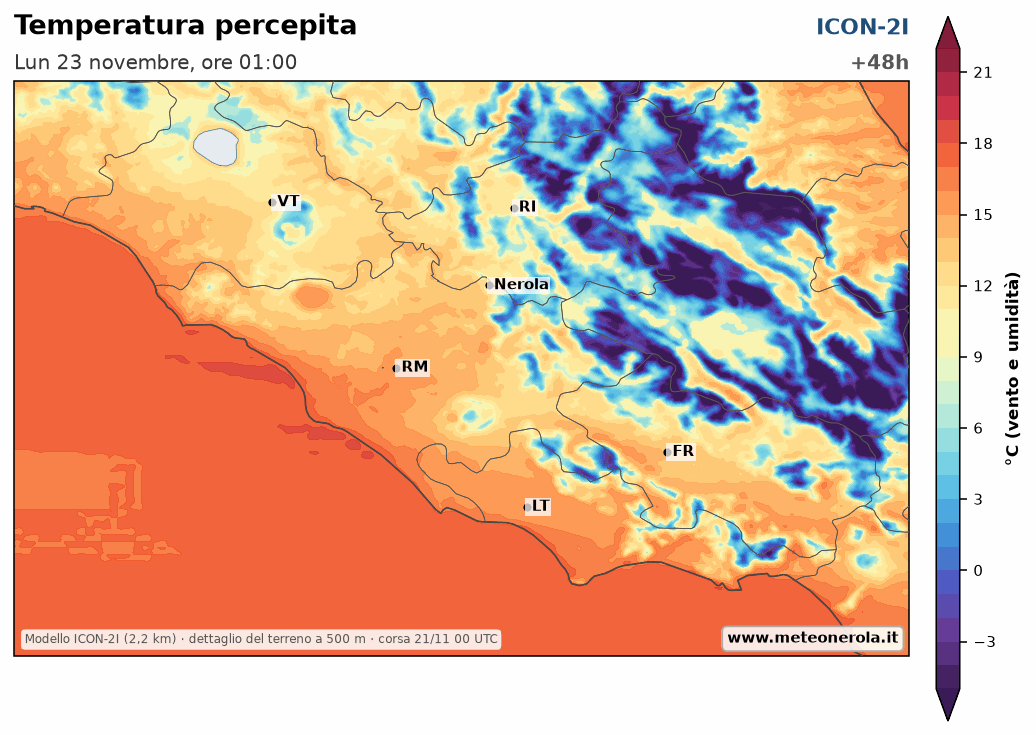 Temperatura percepita
ICON-2I
Lun 23 novembre, ore 01:00
+48h
VT
RI
Nerola
RM
FR
LT
21
18
15
12
9
6
3
0
−3
°C (vento e umidità)
Modello ICON-2I (2,2 km) · dettaglio del terreno a 500 m · corsa 21/11 00 UTC
www.meteonerola.it